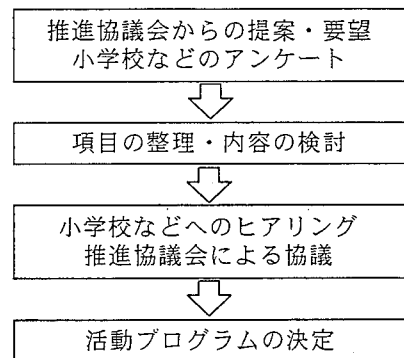 推進協議会からの提案・要望
小学校などのアンケート
項目の整理・内容の検討
小学校などへのヒアリング
推進協議会による協議
活動プログラムの決定